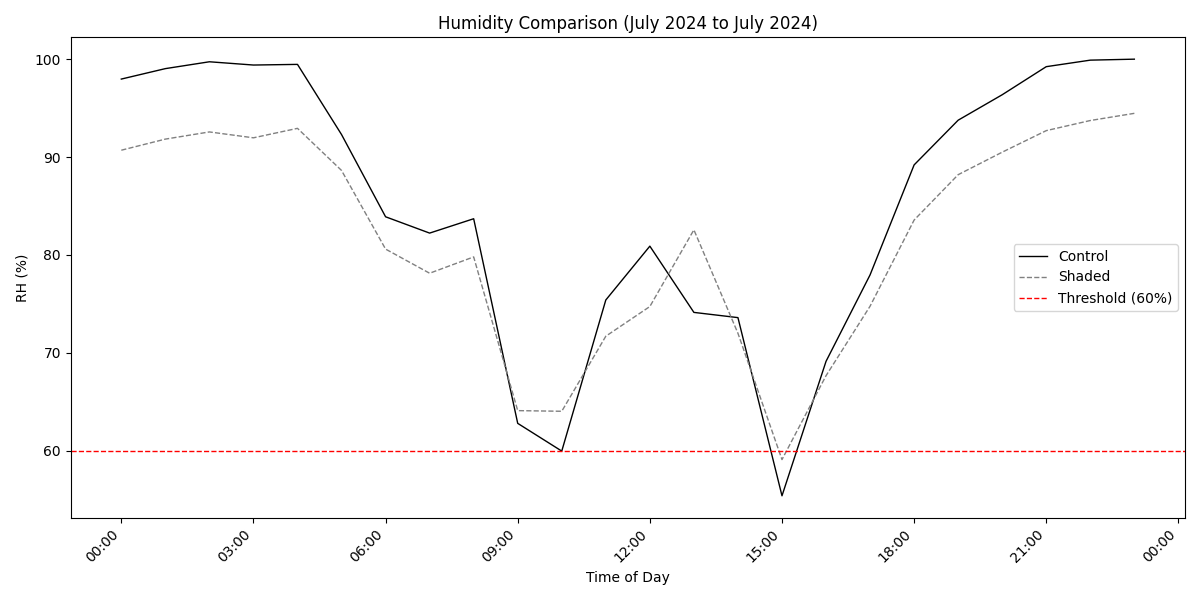 Humidity Comparison (July 2024 to July 2024)
RH (%)
100
90
80
70
60
Control
Shaded
Threshold (60%)
00:00
03:00
06:00
09:00
12:00
15:00
18:00
21:00
00:00
Time of Day